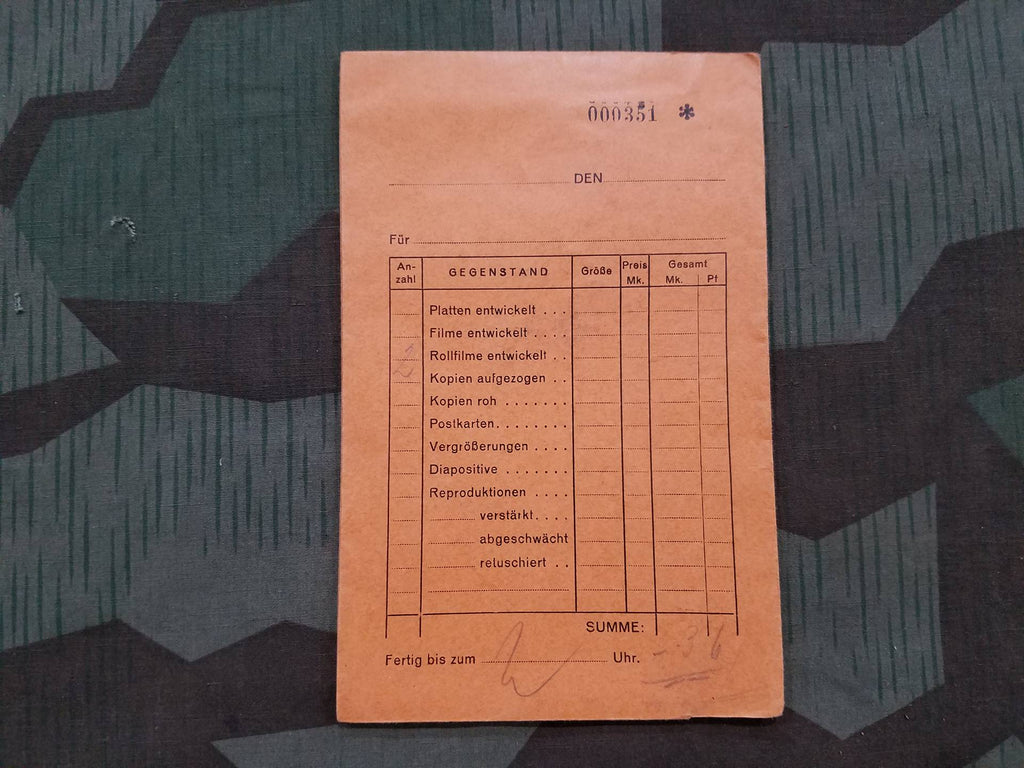 000351 *
DEN
Für
An-zahl GEGENSTAND Größe Preis Mk. Gesamt Mk. Pf
Platten entwickelt . . .
Filme entwickelt . . . .
2 Rollfilme entwickelt . .
Kopien aufgezogen . .
Kopien roh . . . . . . .
Postkarten. . . . . . . .
Vergrößerungen . . . .
Diapositive . . . . . . .
Reproduktionen . . . .
verstärkt. . . .
abgeschwächt
retuschiert . .
SUMME:
Fertig bis zum Uhr. -.36